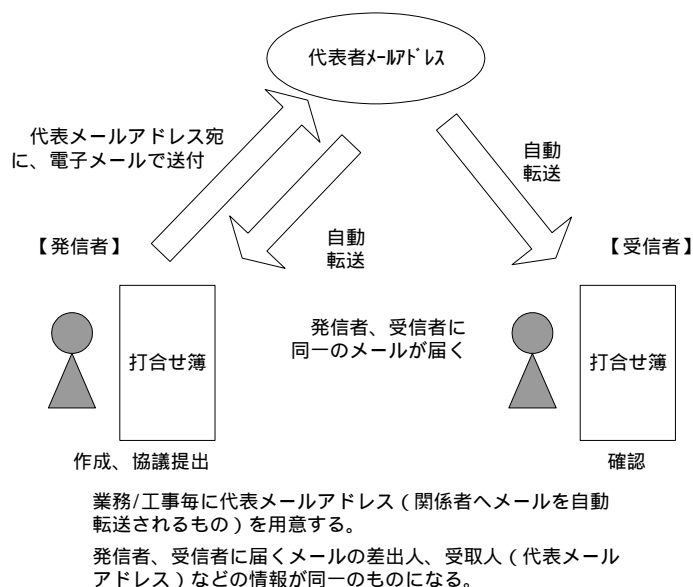 代表者ﾒｰﾙｱﾄﾞﾚｽ
代表メールアドレス宛
に、電子メールで送付
自動
転送
自動
転送
【発信者】
【受信者】
発信者、受信者に
同一のメールが届く
打合せ簿
打合せ簿
作成、協議提出
確認
業務/工事毎に代表メールアドレス（関係者へメールを自動
転送されるもの）を用意する。
発信者、受信者に届くメールの差出人、受取人（代表メール
アドレス）などの情報が同一のものになる。